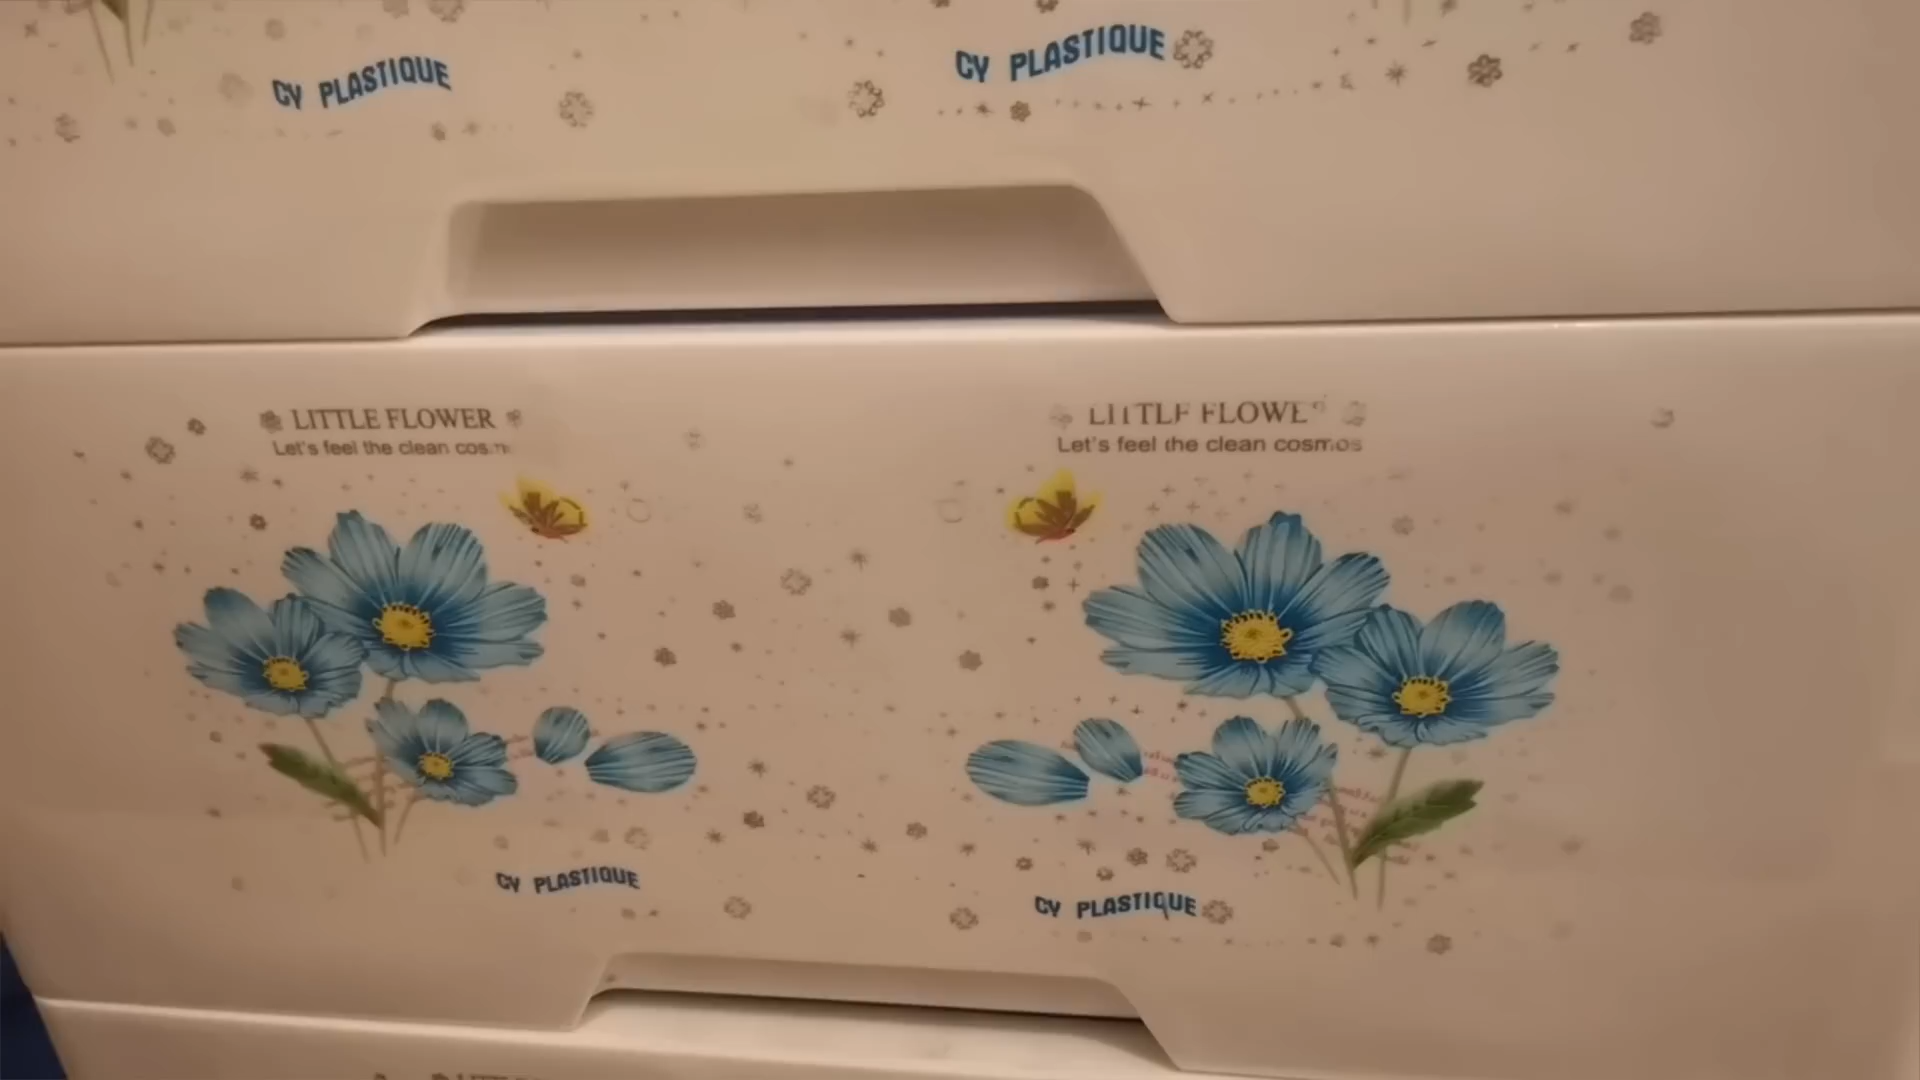 CY PLASTIQUE
CY PLASTIQUE
LITTLE FLOWER
Let's feel the clean
LITTLE
Let's feel the clean cosmos
CY PLASTIQUE
CY PLASTIQUE